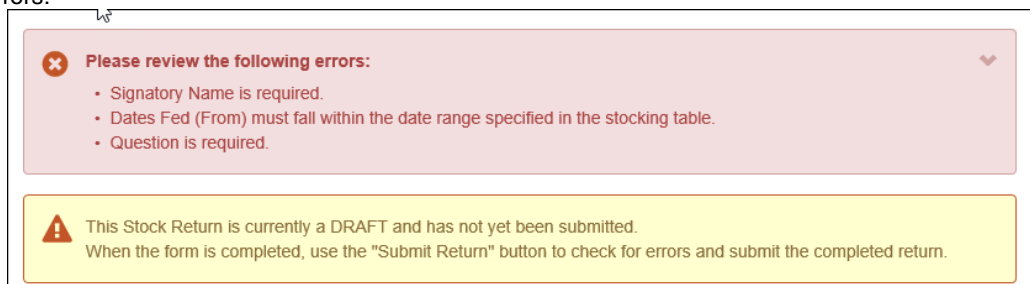 Please review the following errors:
• Signatory Name is required.
• Dates Fed (From) must fall within the date range specified in the stocking table.
• Question is required.
This Stock Return is currently a DRAFT and has not yet been submitted.
When the form is completed, use the "Submit Return" button to check for errors and submit the completed return.